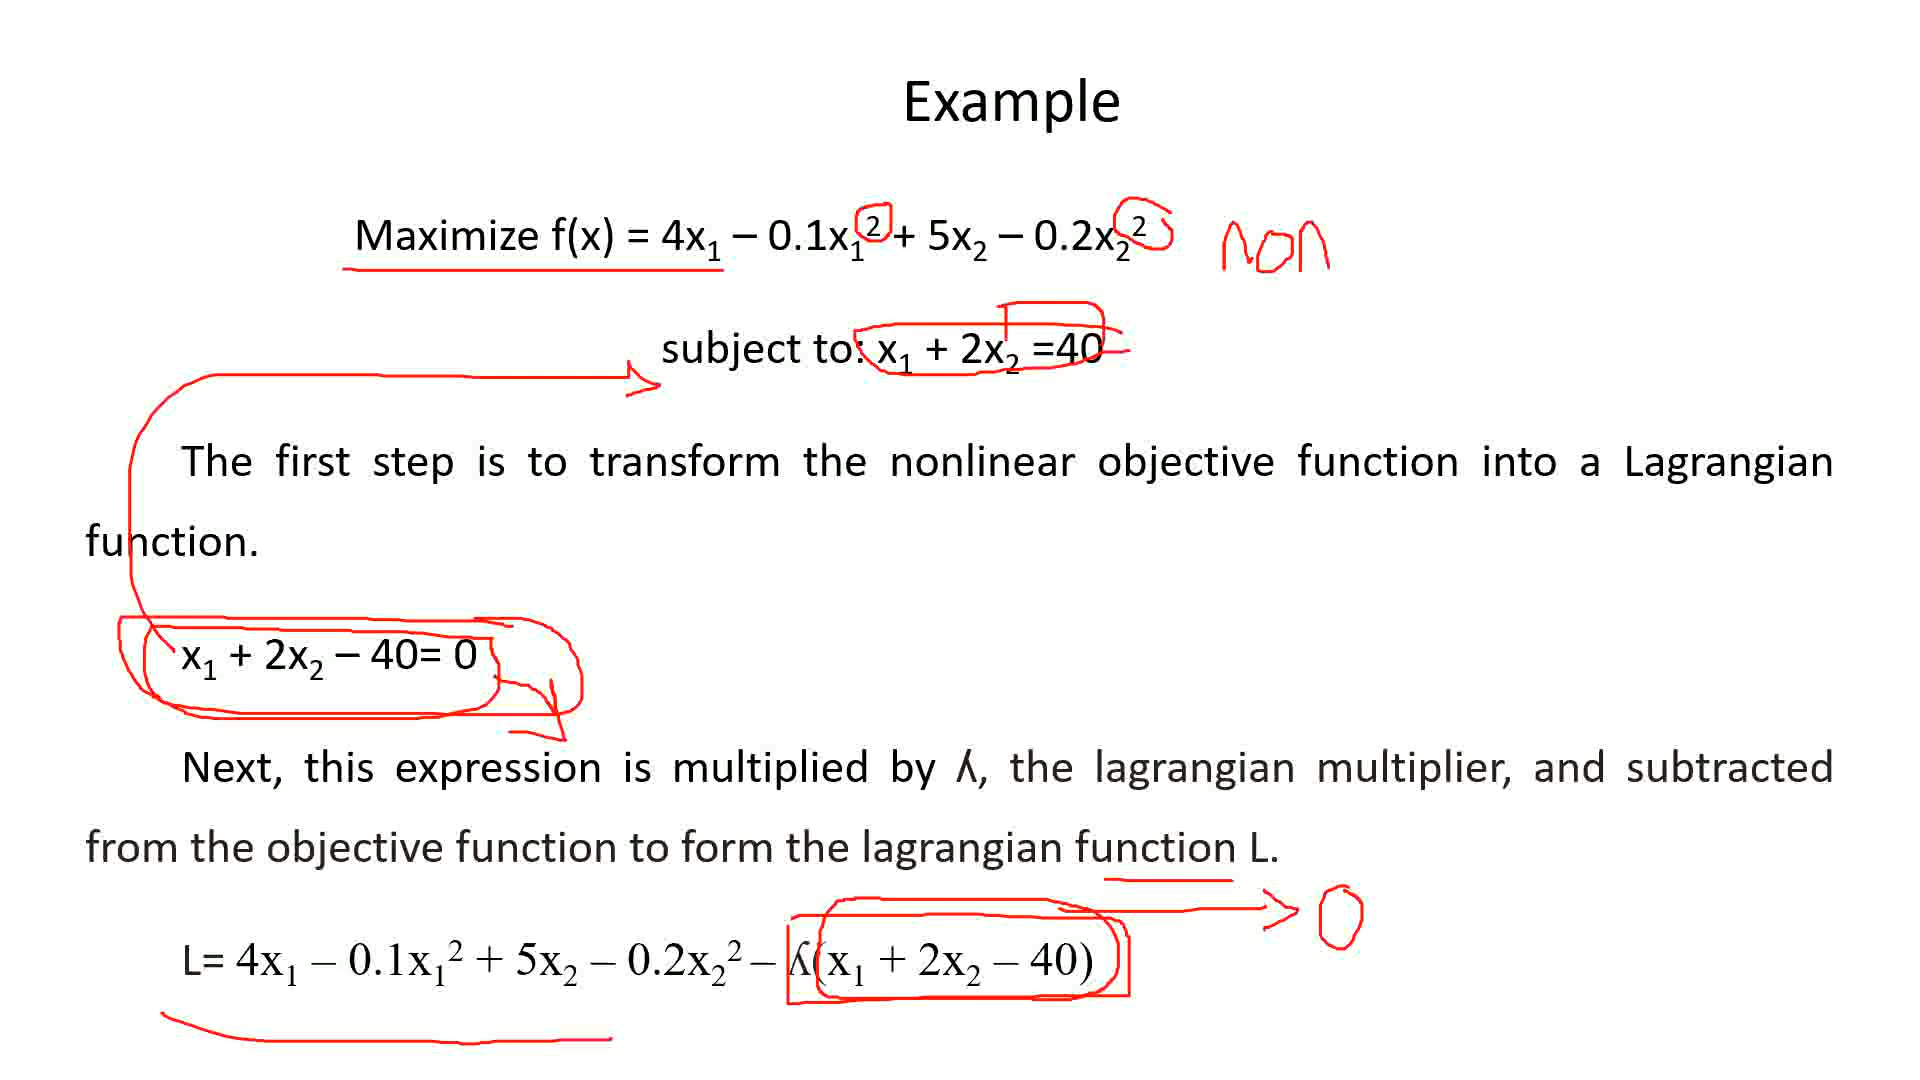 Example
Maximize f(x) = 4x₁ – 0.1x₁² + 5x₂ – 0.2x₂² non
subject to: x₁ + 2x₂ =40
The first step is to transform the nonlinear objective function into a Lagrangian
function.
x₁ + 2x₂ – 40= 0
Next, this expression is multiplied by ʎ, the lagrangian multiplier, and subtracted
from the objective function to form the lagrangian function L.
0
L= 4x₁ – 0.1x₁² + 5x₂ – 0.2x₂² – ʎ(x₁ + 2x₂ – 40)